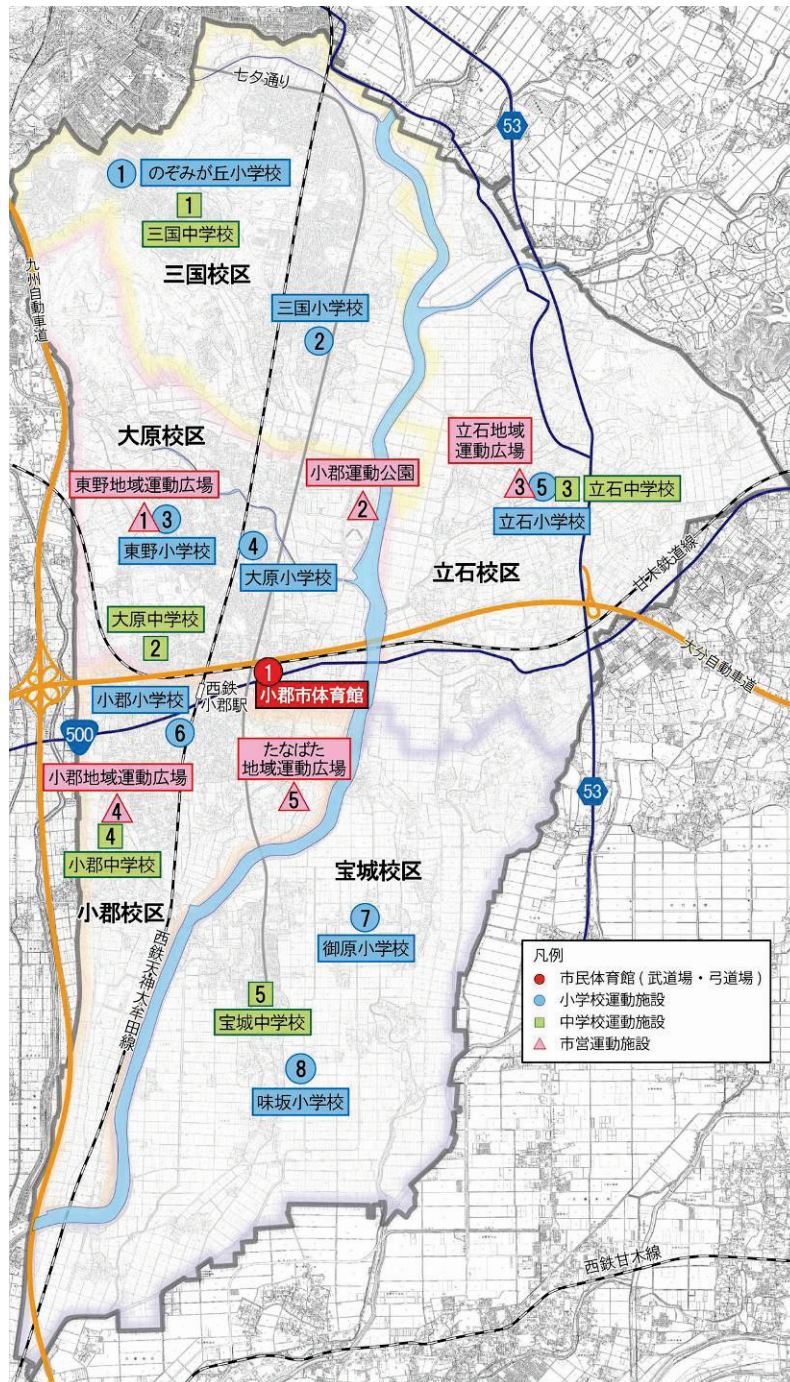 七夕通り
53
1
のぞみが丘小学校
1
三国中学校
九州自動車道
三国校区
三国小学校
2
大原校区
立石地域
運動広場
東野地域運動広場
小郡運動公園
3
5
3
立石中学校
1
3
2
立石小学校
東野小学校
4
大原小学校
甘木鉄道線
立石校区
大原中学校
2
大分自動車道
1
小郡市体育館
西鉄
小郡駅
小郡小学校
500
6
たなばた
地域運動広場
小郡地域運動広場
5
53
4
4
小郡中学校
宝城校区
小郡校区
7
御原小学校
西鉄天神大牟田線
5
宝城中学校
凡例
市民体育館(武道場・弓道場)
小学校運動施設
中学校運動施設
市営運動施設
8
味坂小学校
西鉄甘木線